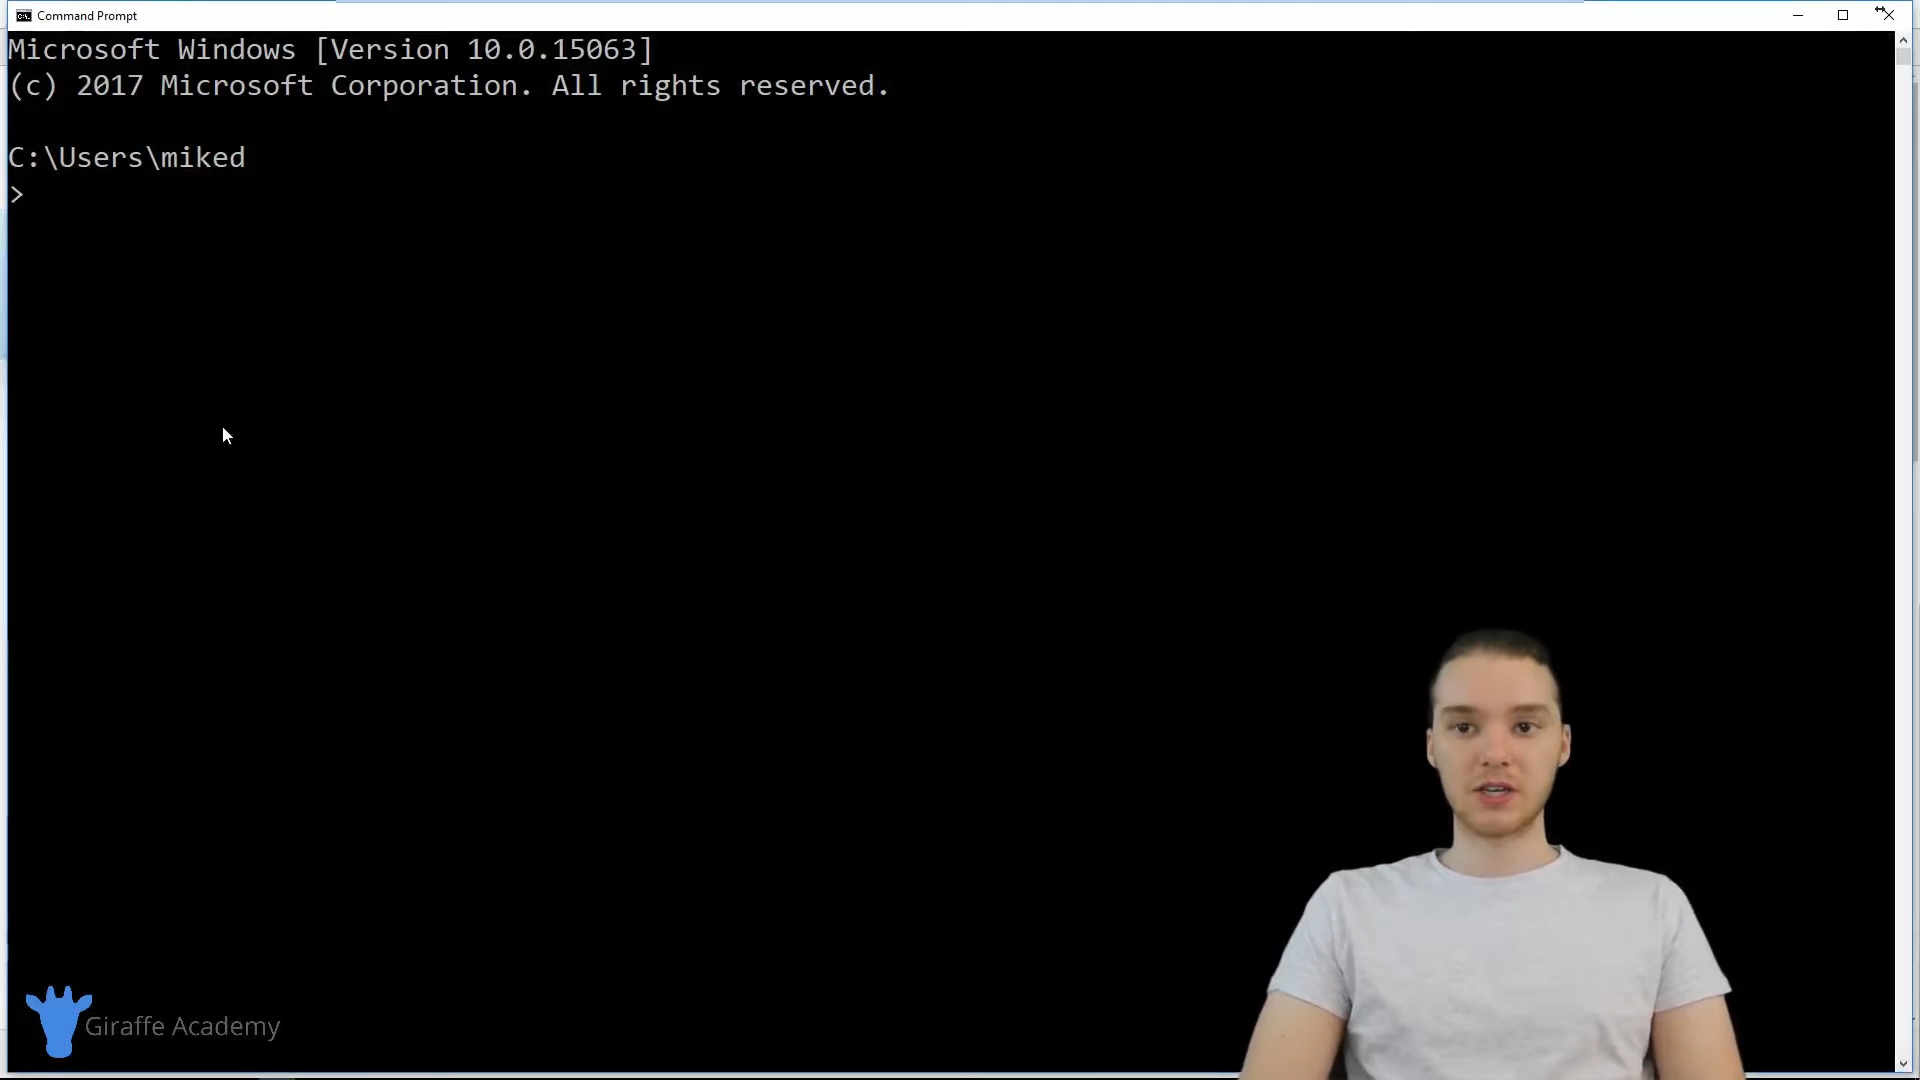 Command Prompt
Microsoft Windows [Version 10.0.15063]
(c) 2017 Microsoft Corporation. All rights reserved.
C:\Users\miked
>
Giraffe Academy